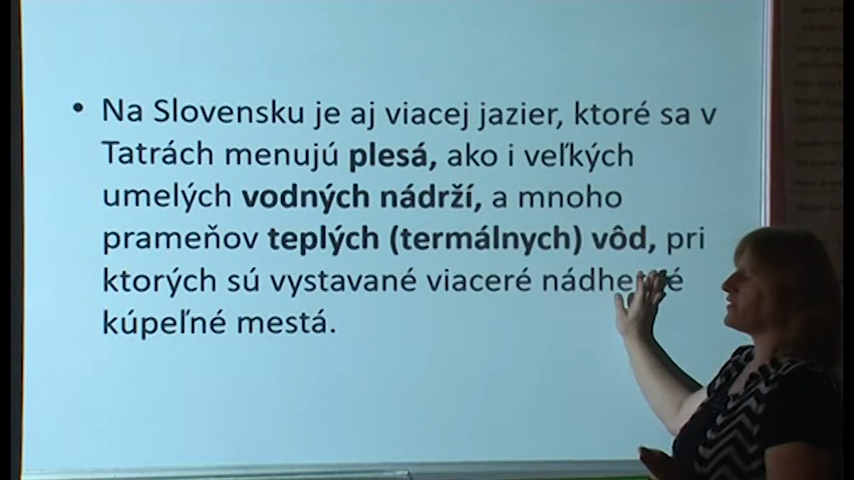 • Na Slovensku je aj viacej jazier, ktoré sa v
Tatrách menujú plesá, ako i veľkých
umelých vodných nádrží, a mnoho
prameňov teplých (termálnych) vôd, pri
ktorých sú vystavané viaceré nádherné
kúpeľné mestá.